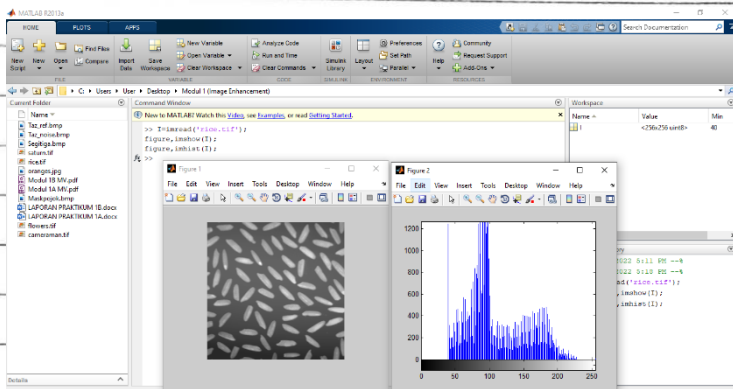 MATLAB R2013a
HOME PLOTS APPS
Search Documentation
New Script
New
Open
Find Files
Compare
Import Data
Save Workspace
New Variable
Open Variable
Clear Workspace
Analyze Code
Run and Time
Clear Commands
Simulink Library
Layout
Preferences
Set Path
Parallel
Help
Community
Request Support
Add-Ons
FILE VARIABLE CODE SIMULINK ENVIRONMENT RESOURCES
C: Users User Desktop Modul 1 (Image Enhancement)
Current Folder
Name
Taz_ref.bmp
Taz_noise.bmp
Segitiga.bmp
saturn.tif
rice.tif
oranges.jpg
Modul 1B MV.pdf
Modul 1A MV.pdf
LAPORAN PRAKTIKUM 1B.docx
LAPORAN PRAKTIKUM 1A.docx
flowers.tif
cameraman.tif
Details
Command Window
New to MATLAB? Watch this Video, see Examples, or read Getting Started.
>> I=imread('rice.tif');
figure,imshow(I);
figure,imhist(I);
fx >>
Workspace
Name Value Min
I <256x256 uint8> 40
Figure 1
File Edit View Insert Tools Desktop Window Help
Figure 2
File Edit View Insert Tools Desktop Window Help
1200
1000
800
600
400
200
0
0 50 100 150 200 250
2022 5:18 PM --%
ad('rice.tif');
,imshow(I);
,imhist(I);